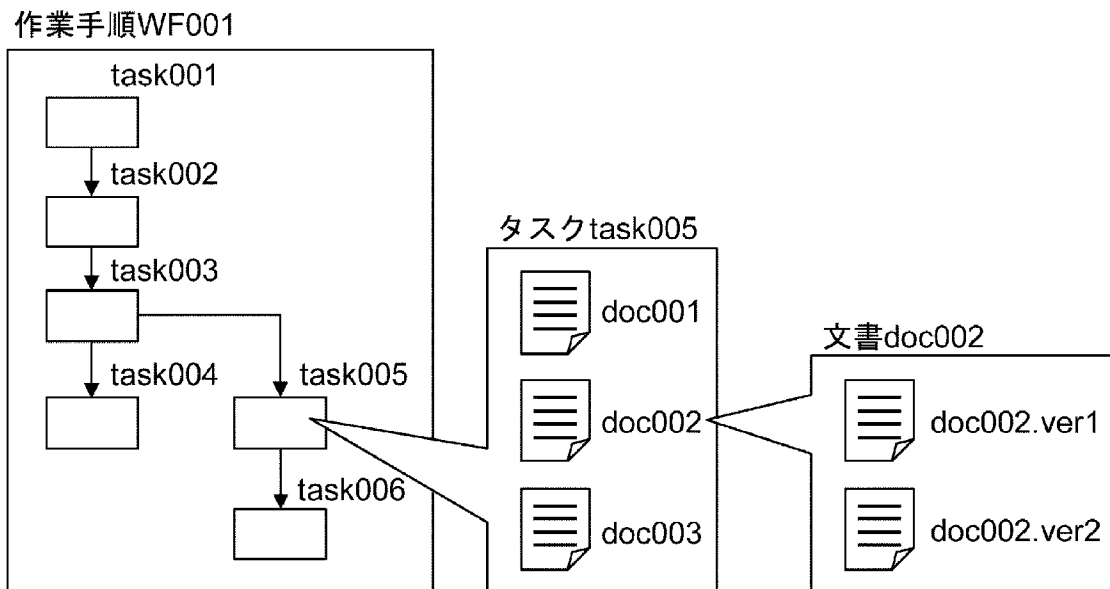 作業手順WF001
task001
task002
task003
task004
task005
task006
タスクtask005
doc001
doc002
doc003
文書doc002
doc002.ver1
doc002.ver2